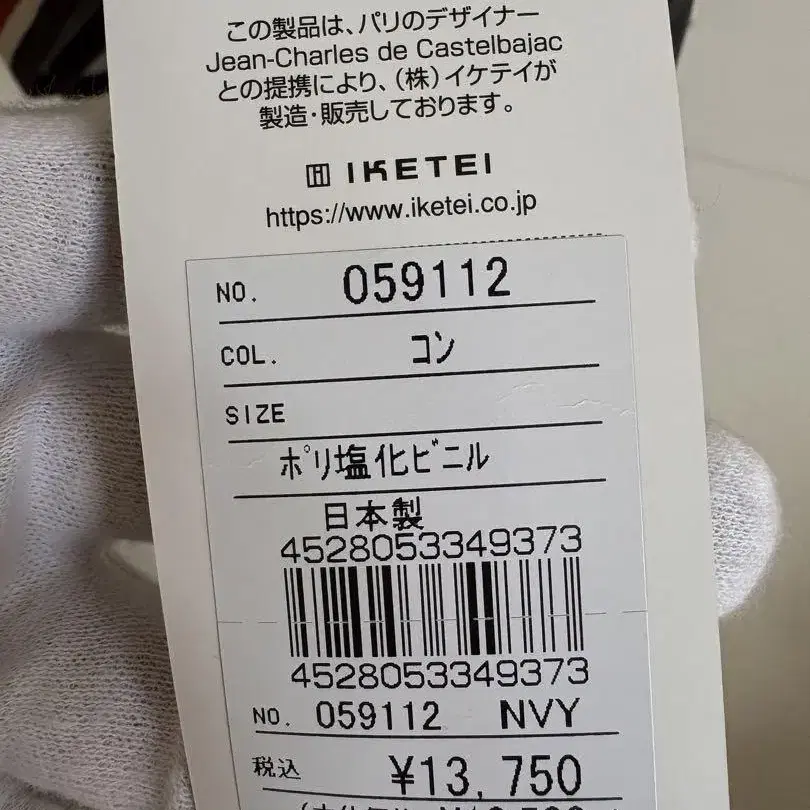 この製品は、パリのデザイナー
Jean-Charles de Castelbajac
との提携により、(株)イケテイが
製造・販売しております。
IKETEI
https://www.iketei.co.jp
NO. 059112
COL. コン
SIZE
ポリ塩化ビニル
日本製
4528053349373
4528053349373
NO. 059112 NVY
税込 ¥13,750